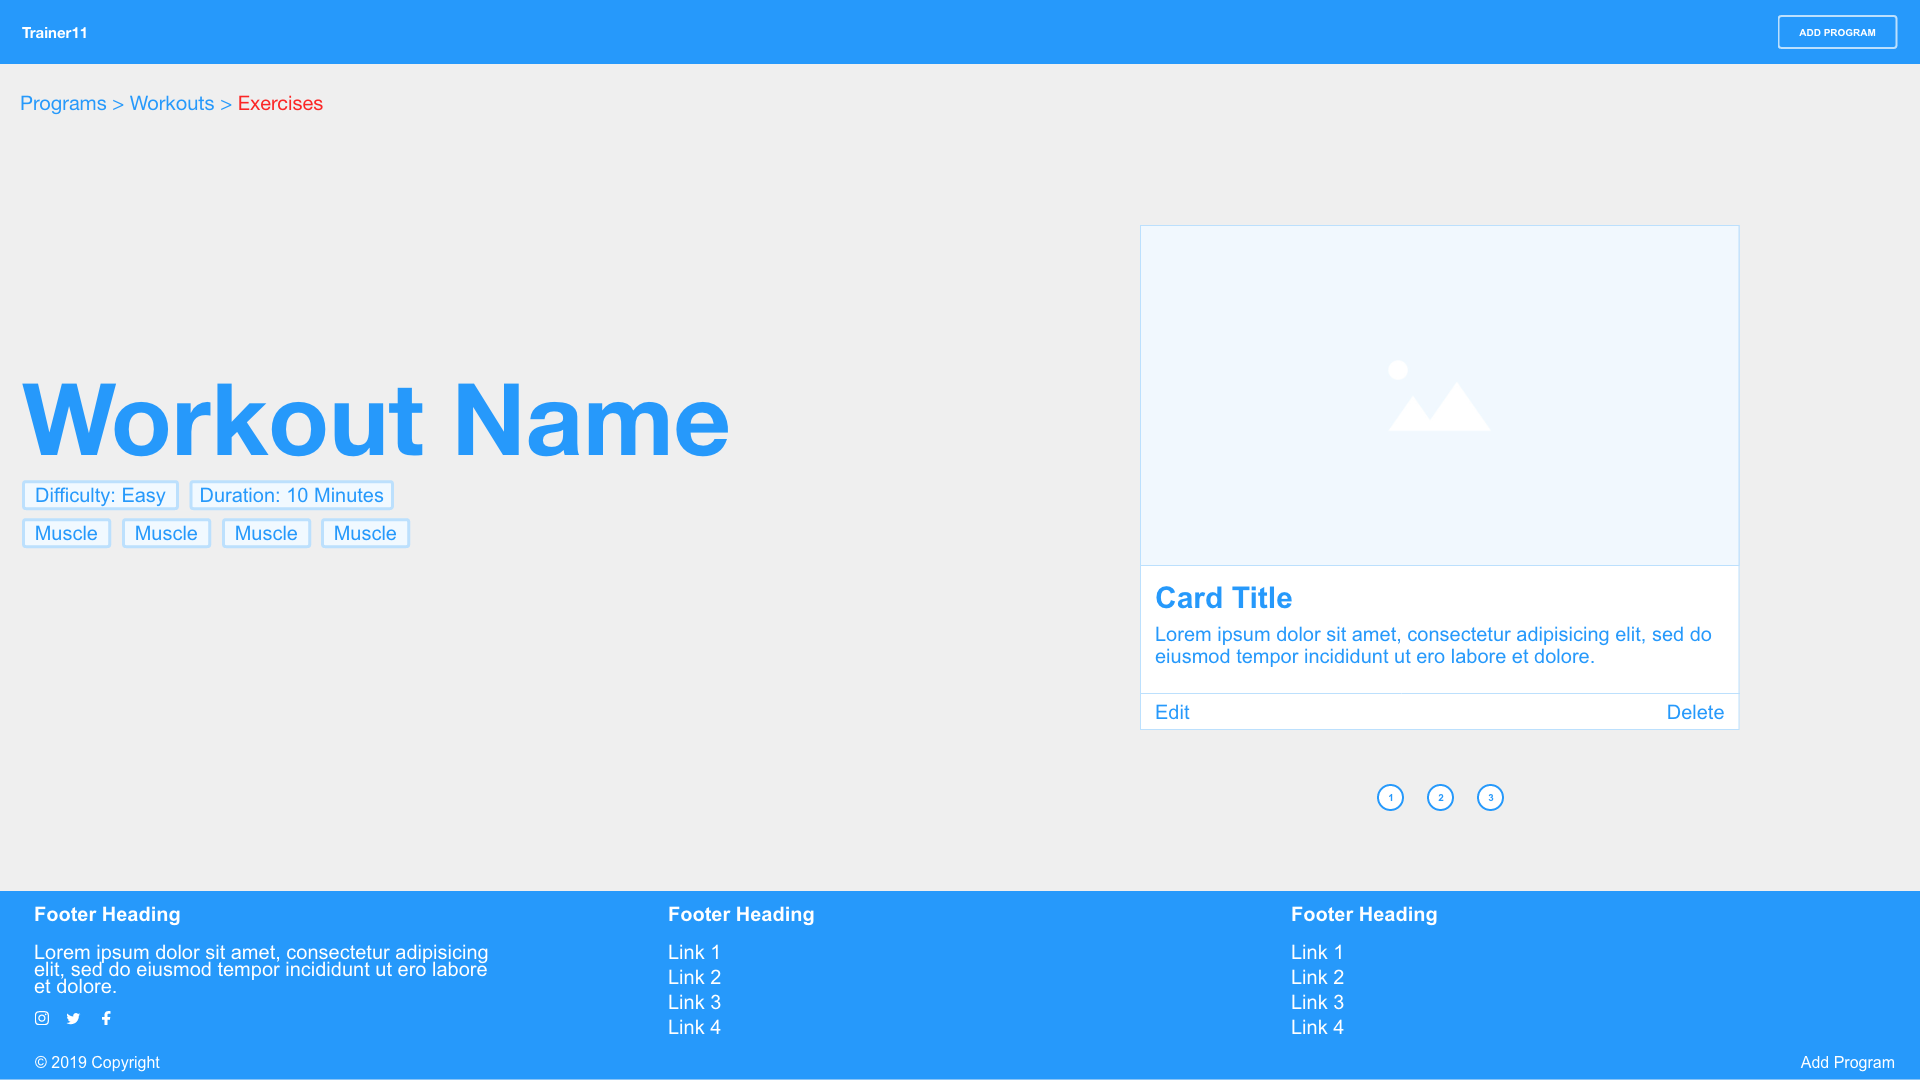 Trainer11
ADD PROGRAM
Programs > Workouts > Exercises
Workout Name
Difficulty: Easy
Duration: 10 Minutes
Muscle
Muscle
Muscle
Muscle
Card Title
Lorem ipsum dolor sit amet, consectetur adipisicing elit, sed do
eiusmod tempor incididunt ut ero labore et dolore.
Edit
Delete
1
2
3
Footer Heading
Lorem ipsum dolor sit amet, consectetur adipisicing
elit, sed do eiusmod tempor incididunt ut ero labore
et dolore.
Footer Heading
Link 1
Link 2
Link 3
Link 4
Footer Heading
Link 1
Link 2
Link 3
Link 4
© 2019 Copyright
Add Program